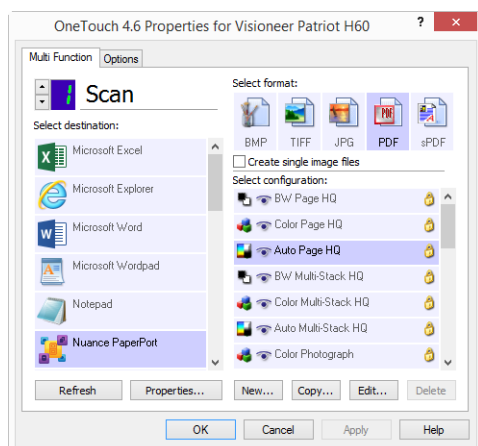 OneTouch 4.6 Properties for Visioneer Patriot H60 ? ×
Multi Function Options
1 Scan
Select destination:
Microsoft Excel
Microsoft Explorer
Microsoft Word
Microsoft Wordpad
Notepad
Nuance PaperPort
Refresh Properties...
Select format:
BMP TIFF JPG PDF sPDF
Create single image files
Select configuration:
BW Page HQ
Color Page HQ
Auto Page HQ
BW Multi-Stack HQ
Color Multi-Stack HQ
Auto Multi-Stack HQ
Color Photograph
New... Copy... Edit... Delete
OK Cancel Apply Help